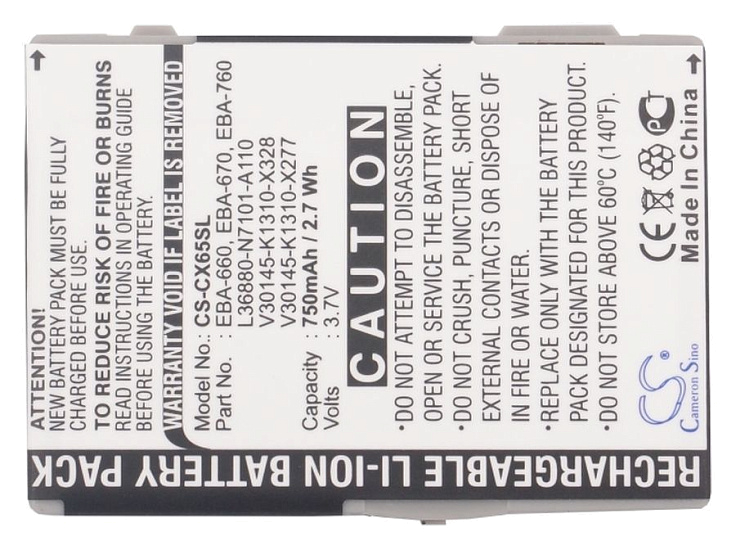 ATTENTION!
NEW BATTERY PACK MUST BE FULLY
CHARGED BEFORE USE.
TO REDUCE RISK OF FIRE OR BURNS
READ INSTRUCTIONS IN OPERATING GUIDE
BEFORE USING THE BATTERY.
WARRANTY VOID IF LABEL IS REMOVED
Model No.: CS-CX65SL
Part No. : EBA-660, EBA-670, EBA-760
L36880-N7101-A110
V30145-K1310-X328
V30145-K1310-X277
Capacity : 750mAh / 2.7 Wh
Volts : 3.7V
CAUTION
•DO NOT ATTEMPT TO DISASSEMBLE,
OPEN OR SERVICE THE BATTERY PACK.
•DO NOT CRUSH, PUNCTURE, SHORT
EXTERNAL CONTACTS OR DISPOSE OF
IN FIRE OR WATER.
•REPLACE ONLY WITH THE BATTERY
PACK DESIGNATED FOR THIS PRODUCT.
•DO NOT STORE ABOVE 60°C (140°F).
CS
Cameron Sino
CE
PCT
Made in China
RECHARGEABLE LI-ION BATTERY PACK